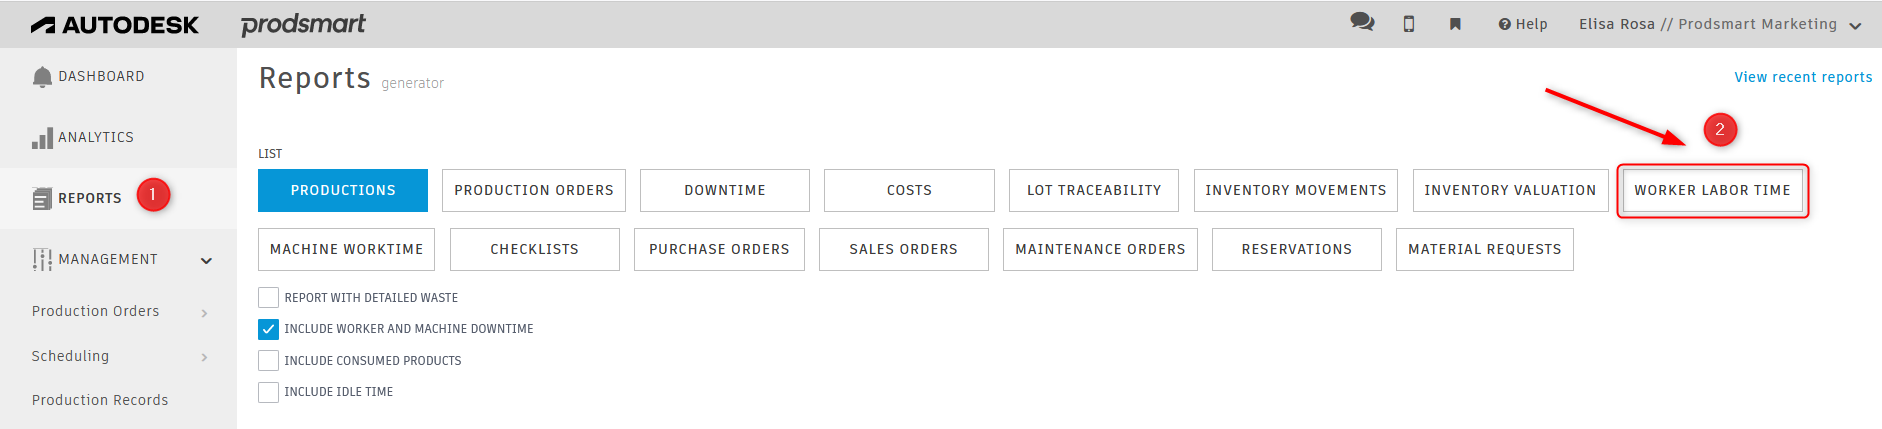 AUTODESK prodsmart Help Elisa Rosa // Prodsmart Marketing
DASHBOARD
ANALYTICS
REPORTS 1
MANAGEMENT
Production Orders
Scheduling
Production Records
Reports generator
View recent reports
2
LIST
PRODUCTIONS PRODUCTION ORDERS DOWNTIME COSTS LOT TRACEABILITY INVENTORY MOVEMENTS INVENTORY VALUATION WORKER LABOR TIME
MACHINE WORKTIME CHECKLISTS PURCHASE ORDERS SALES ORDERS MAINTENANCE ORDERS RESERVATIONS MATERIAL REQUESTS
REPORT WITH DETAILED WASTE
INCLUDE WORKER AND MACHINE DOWNTIME
INCLUDE CONSUMED PRODUCTS
INCLUDE IDLE TIME